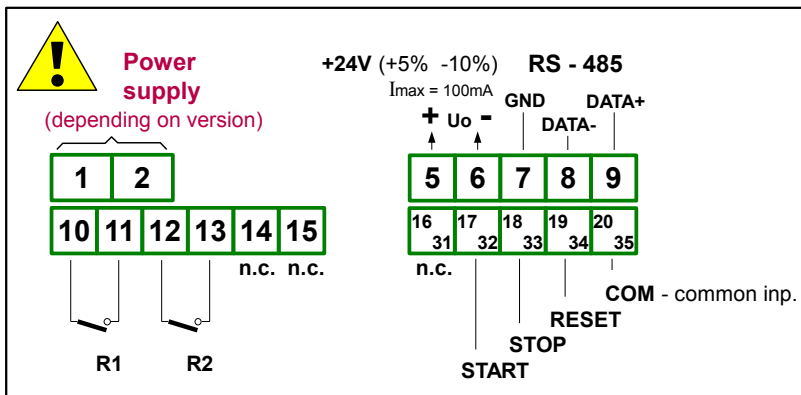 !
Power
supply
(depending on version)
+24V (+5% -10%) RS - 485
Imax = 100mA
GND DATA+
+ Uo -
DATA-
1 2
5 6 7 8 9
10 11 12 13 14 15
16 17 18 19 20
31 32 33 34 35
n.c. n.c.
n.c.
COM - common inp.
RESET
STOP
START
R1 R2